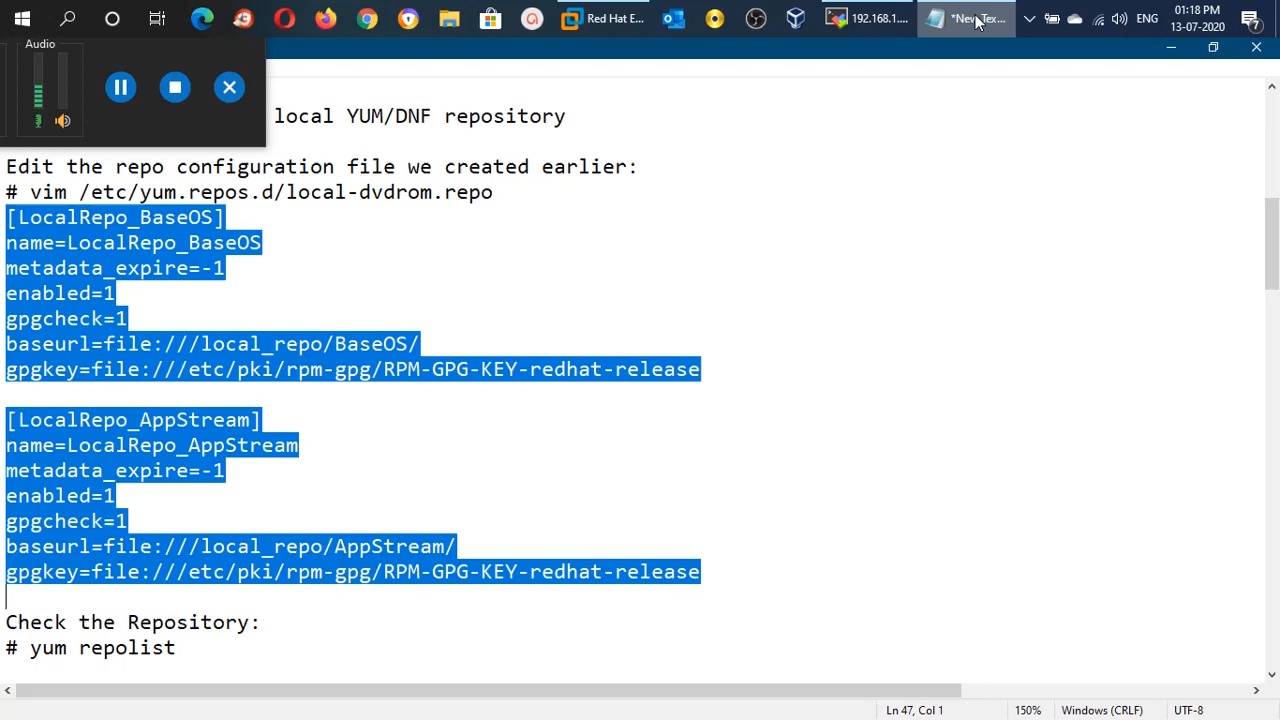 Red Hat E...
192.168.1....
*New Tex...
ENG
01:18 PM
13-07-2020
7
Audio
local YUM/DNF repository
Edit the repo configuration file we created earlier:
# vim /etc/yum.repos.d/local-dvdrom.repo
[LocalRepo_BaseOS]
name=LocalRepo_BaseOS
metadata_expire=-1
enabled=1
gpgcheck=1
baseurl=file:///local_repo/BaseOS/
gpgkey=file:///etc/pki/rpm-gpg/RPM-GPG-KEY-redhat-release
[LocalRepo_AppStream]
name=LocalRepo_AppStream
metadata_expire=-1
enabled=1
gpgcheck=1
baseurl=file:///local_repo/AppStream/
gpgkey=file:///etc/pki/rpm-gpg/RPM-GPG-KEY-redhat-release
Check the Repository:
# yum repolist
Ln 47, Col 1
150%
Windows (CRLF)
UTF-8